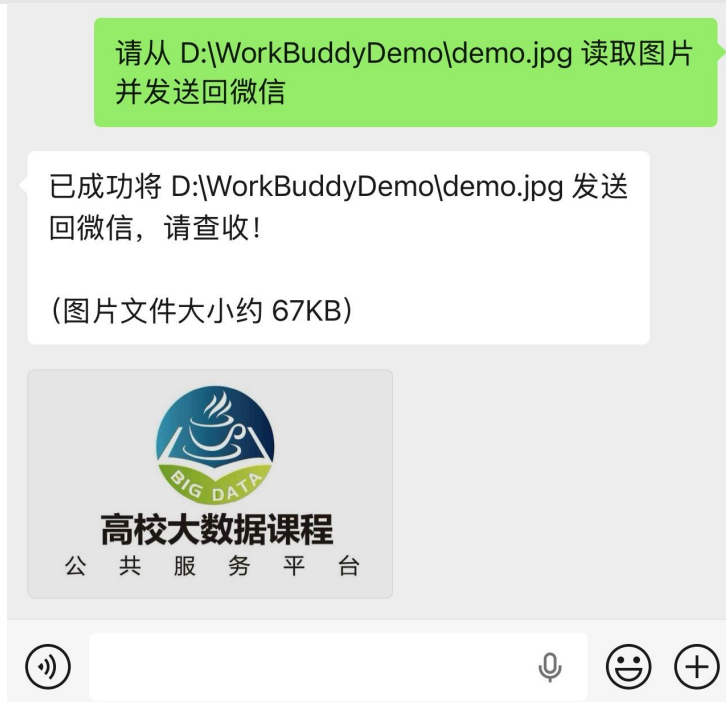 请从 D:\WorkBuddyDemo\demo.jpg 读取图片
并发送回微信
已成功将 D:\WorkBuddyDemo\demo.jpg 发送
回微信，请查收！
（图片文件大小约 67KB）
BIG DATA
高校大数据课程
公共服务平台